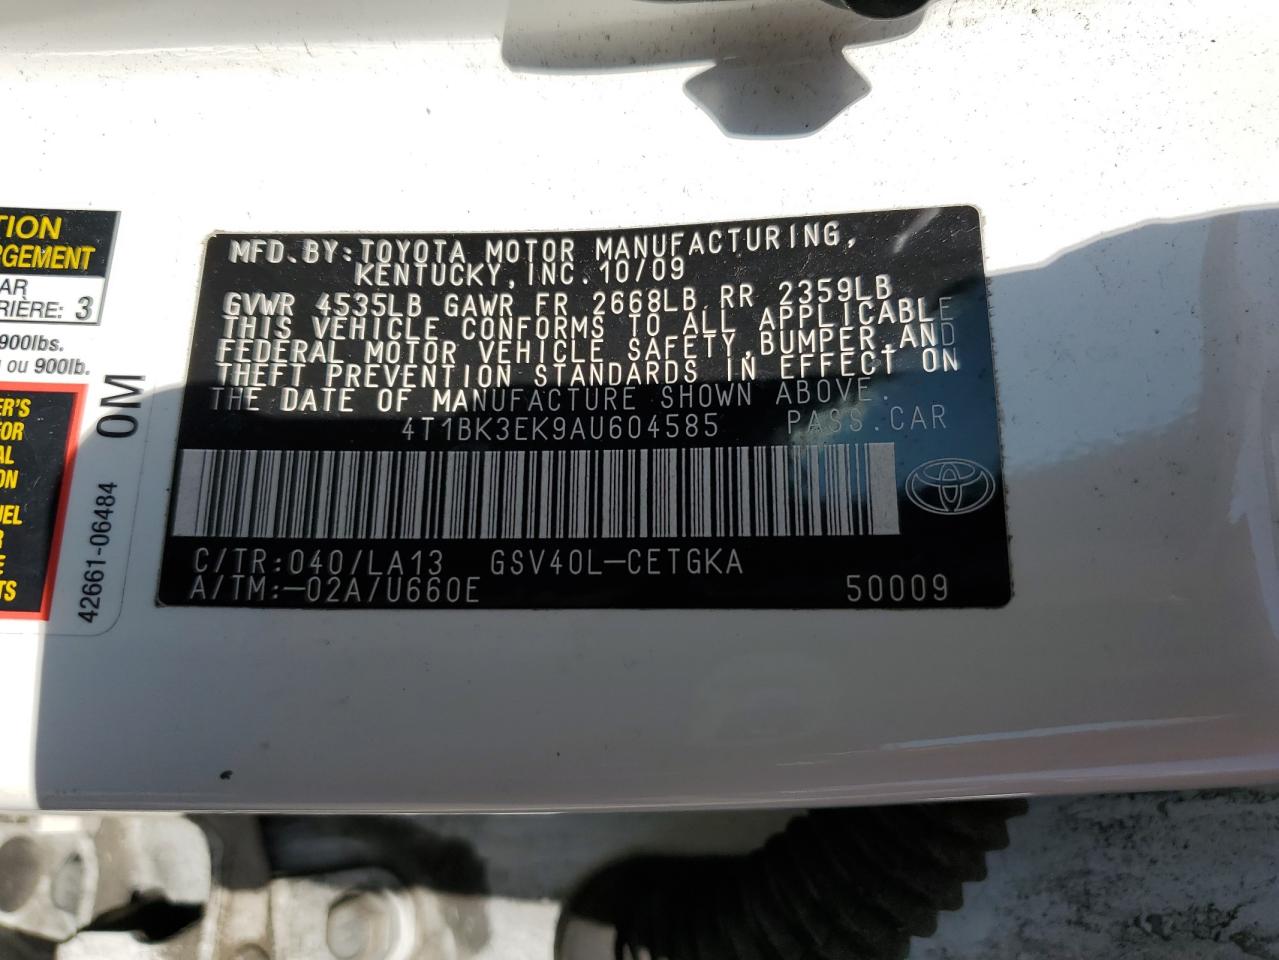 TION
RGEMENT
AR
RIÈRE: 3
900lbs.
ou 900lb.
ER'S
FOR
AL
ON
UEL
R
E
TS
0M
42661-06484
MFD.BY:TOYOTA MOTOR MANUFACTURING,
KENTUCKY,INC.10/09
GVWR 4535LB GAWR FR 2668LB RR 2359LB
THIS VEHICLE CONFORMS TO ALL APPLICABLE
FEDERAL MOTOR VEHICLE SAFETY,BUMPER,AND
THEFT PREVENTION STANDARDS IN EFFECT ON
THE DATE OF MANUFACTURE SHOWN ABOVE.
4T1BK3EK9AU604585 PASS.CAR
C/TR:040/LA13 GSV40L-CETGKA
A/TM:-02A/U660E 50009